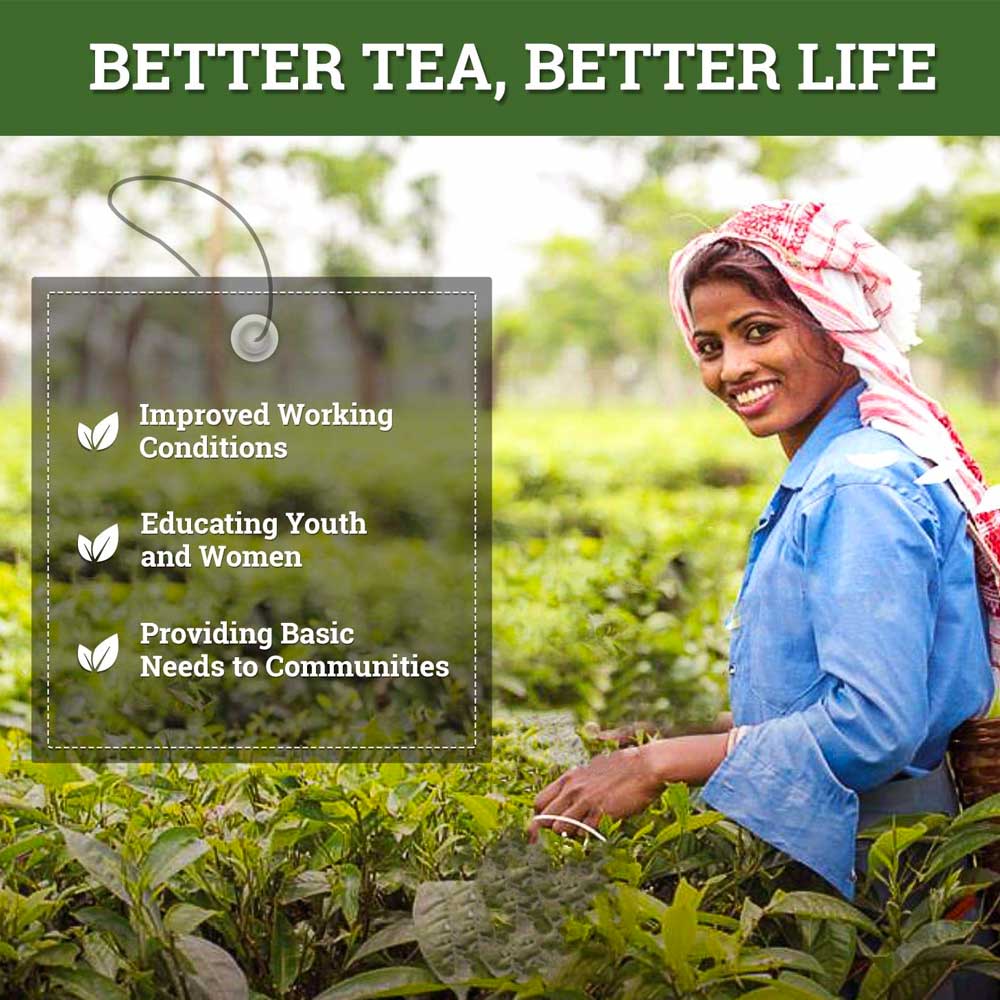 BETTER TEA, BETTER LIFE
Improved Working
Conditions
Educating Youth
and Women
Providing Basic
Needs to Communities